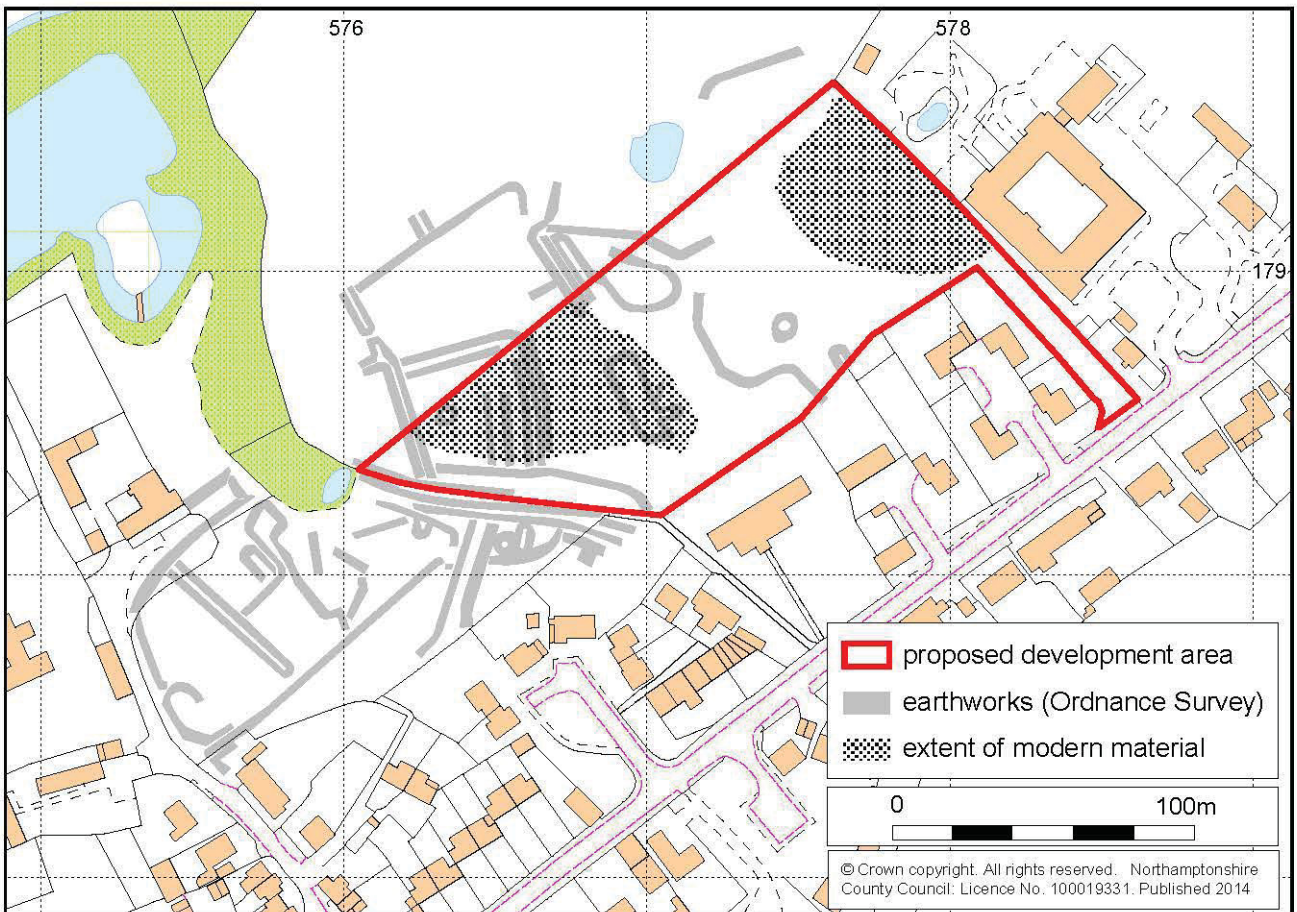 576
578
179
proposed development area
earthworks (Ordnance Survey)
extent of modern material
0 100m
© Crown copyright. All rights reserved. Northamptonshire
County Council: Licence No. 100019331. Published 2014